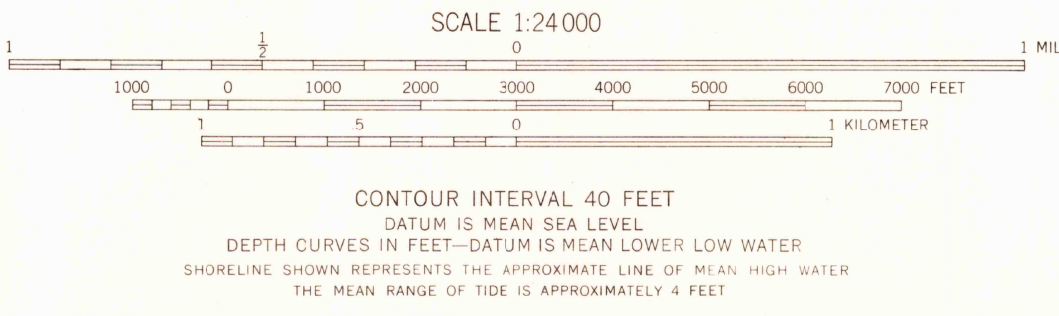 SCALE 1:24 000
1 ½ 0 1 MIL
1000 0 1000 2000 3000 4000 5000 6000 7000 FEET
1 .5 0 1 KILOMETER
CONTOUR INTERVAL 40 FEET
DATUM IS MEAN SEA LEVEL
DEPTH CURVES IN FEET—DATUM IS MEAN LOWER LOW WATER
SHORELINE SHOWN REPRESENTS THE APPROXIMATE LINE OF MEAN HIGH WATER
THE MEAN RANGE OF TIDE IS APPROXIMATELY 4 FEET